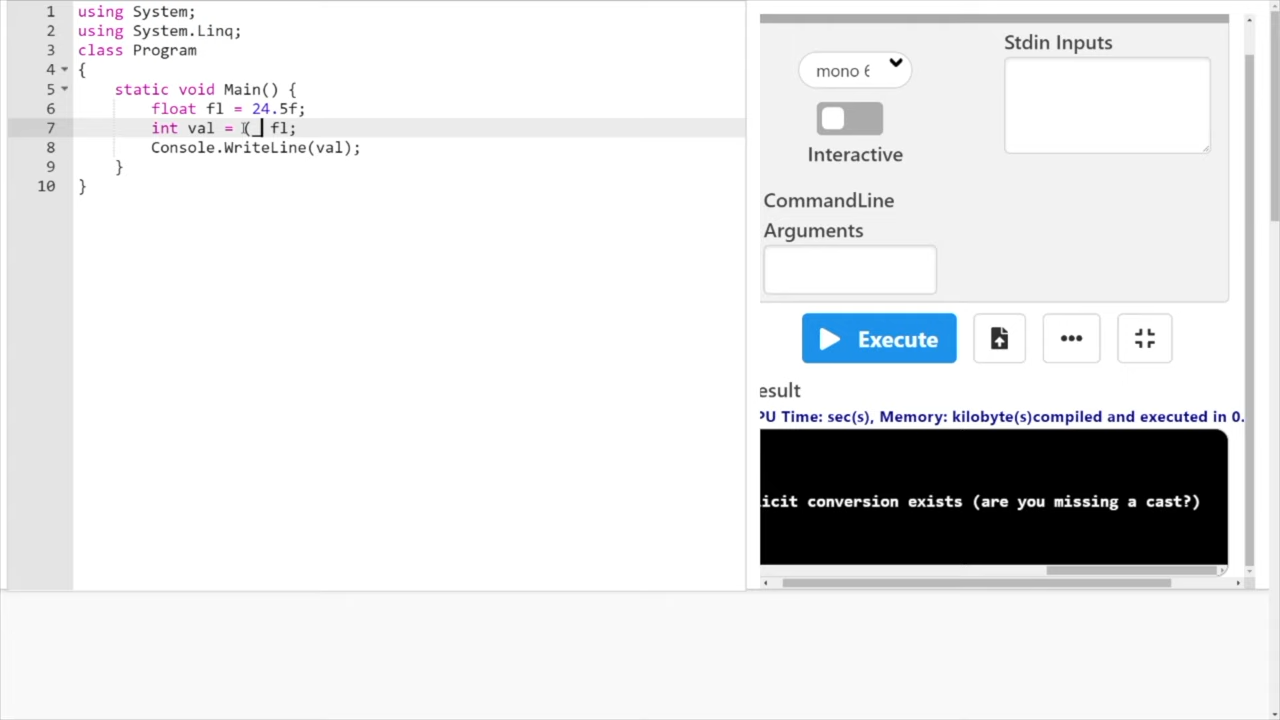 1 using System;
2 using System.Linq;
3 class Program
4 {
5 static void Main() {
6 float fl = 24.5f;
7 int val = (_ fl;
8 Console.WriteLine(val);
9 }
10 }
Stdin Inputs
mono 6
Interactive
CommandLine
Arguments
Execute
esult
PU Time: sec(s), Memory: kilobyte(s)compiled and executed in 0.
icit conversion exists (are you missing a cast?)